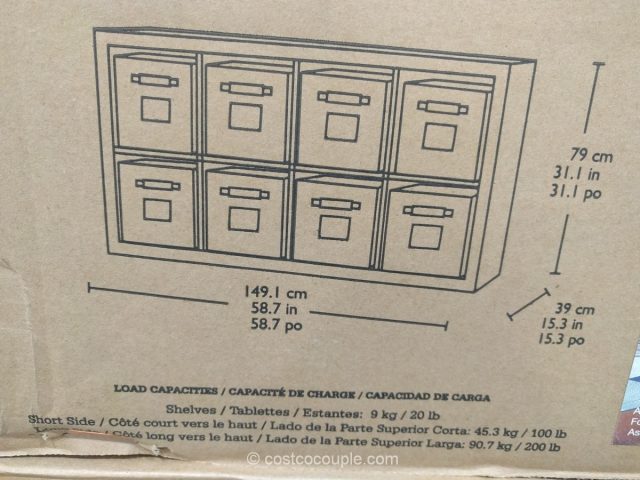 79 cm
31.1 in
31.1 po
149.1 cm
58.7 in
58.7 po
39 cm
15.3 in
15.3 po
LOAD CAPACITIES / CAPACITÉ DE CHARGE / CAPACIDAD DE CARGA
Shelves / Tablettes / Estantes: 9 kg / 20 lb
Short Side / Côté court vers le haut / Lado de la Parte Superior Corta: 45.3 kg / 100 lb
/ Côté long vers le haut / Lado de la Parte Superior Larga: 90.7 kg / 200 lb
© costcocouple.com